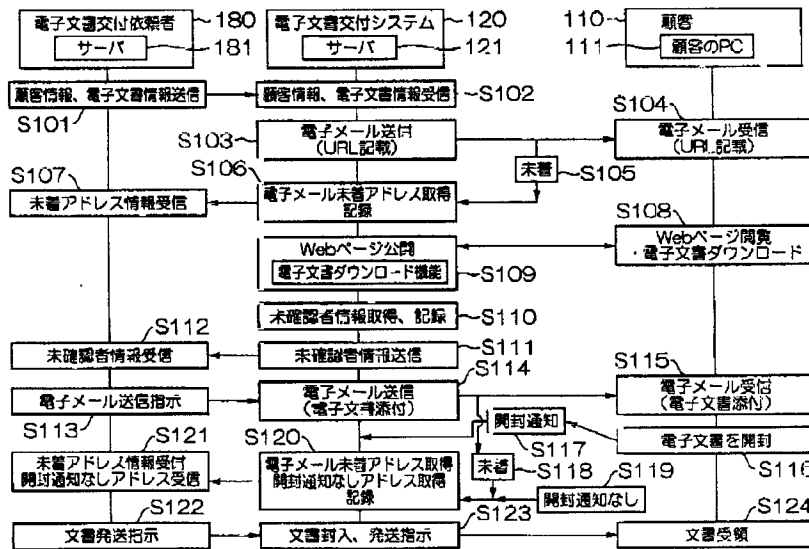 電子文書交付依頼者 180
サーバ 181
電子文書交付システム 120
サーバ 121
110 顧客
111 顧客のPC
顧客情報、電子文書情報送信
S101
顧客情報、電子文書情報受信
S102
S103
電子メール送付
(URL記載)
S104
電子メール受信
(URL記載)
未着
S105
S106
電子メール未着アドレス取得
記録
S107
未着アドレス情報受信
S108
Webページ閲覧
・電子文書ダウンロード
Webページ公開
電子文書ダウンロード機能
S109
未確認者情報取得、記録
S110
S112
未確認者情報受信
未確認者情報送信
S111
S114
電子メール送信
(電子文書添付)
S115
電子メール受付
(電子文書添付)
電子メール送信指示
S113
開封通知
S117
電子文書を開封
S116
S121
未着アドレス情報受付
開封通知なしアドレス受信
S120
電子メール未着アドレス取得
開封通知なしアドレス取得
記録
未着
S118
S119
開封通知なし
S122
文書発送指示
文書封入、発送指示
S123
S124
文書受領